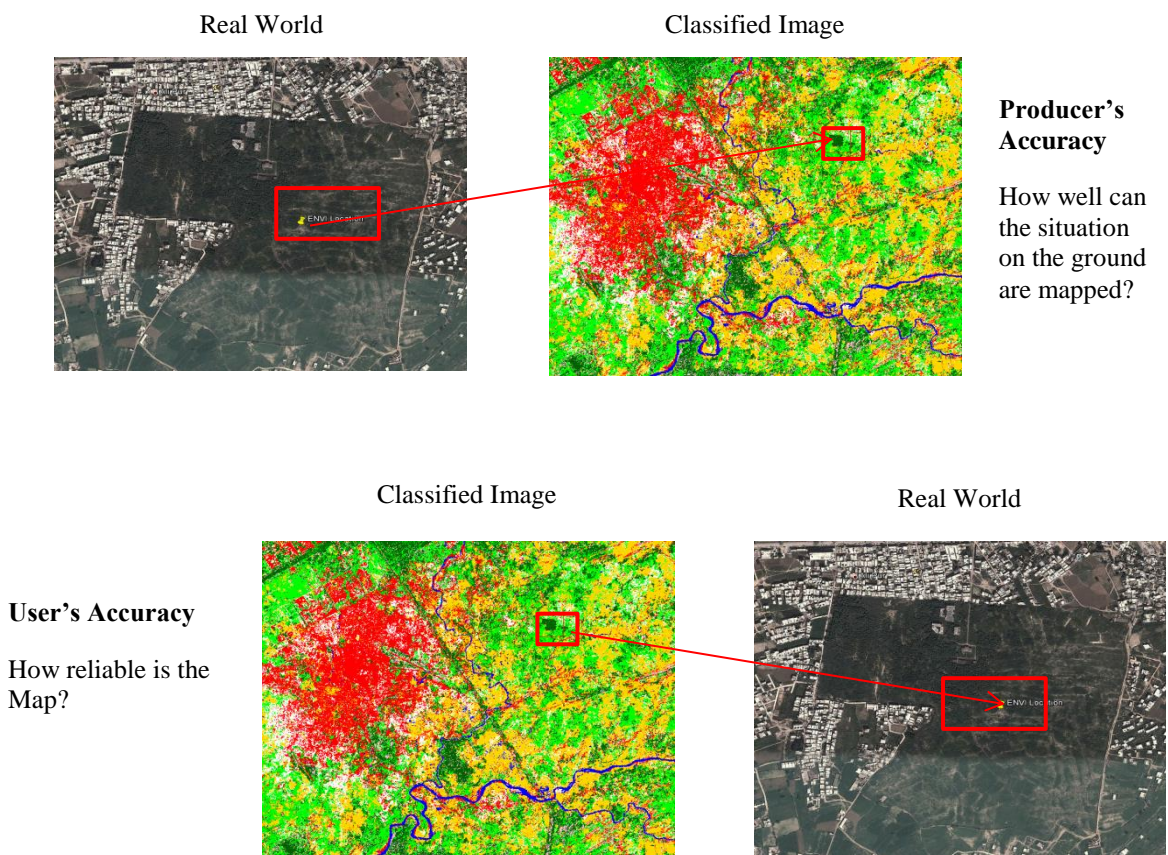 Real World
Classified Image
ENVI Location
Producer's
Accuracy
How well can
the situation
on the ground
are mapped?
Classified Image
Real World
User's Accuracy
How reliable is the
Map?
ENVI Location